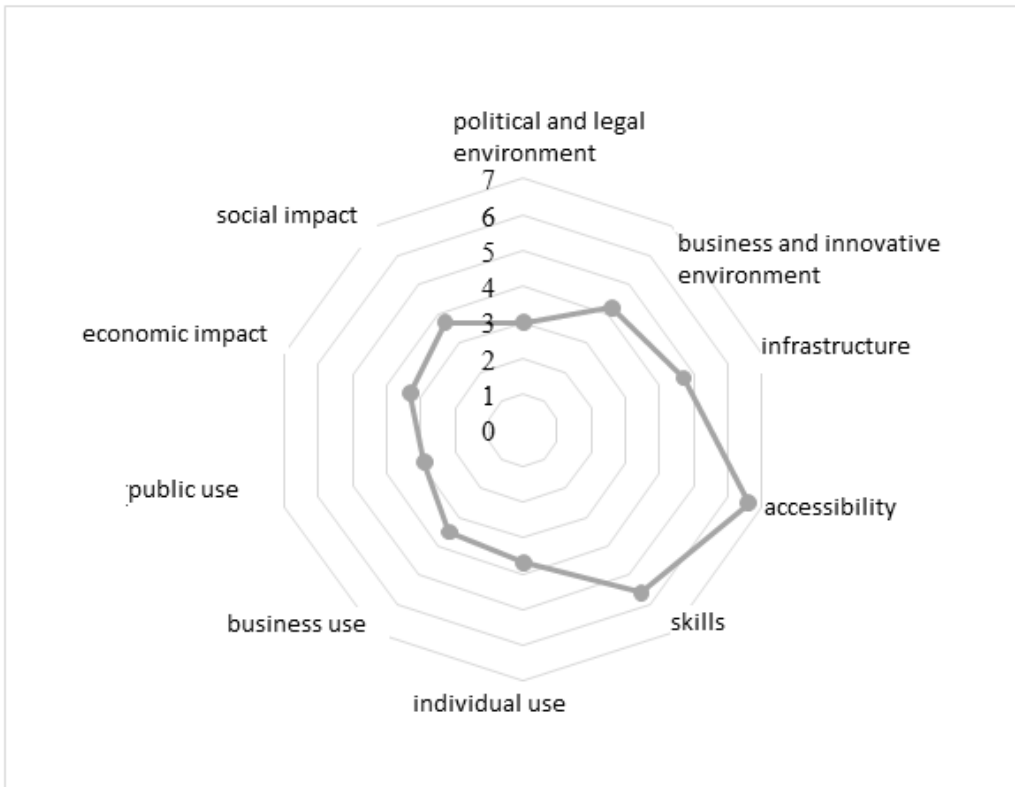 political and legal
environment
7
social impact
6
business and innovative
environment
5
4
economic impact
3
infrastructure
2
1
0
public use
accessibility
business use
skills
individual use